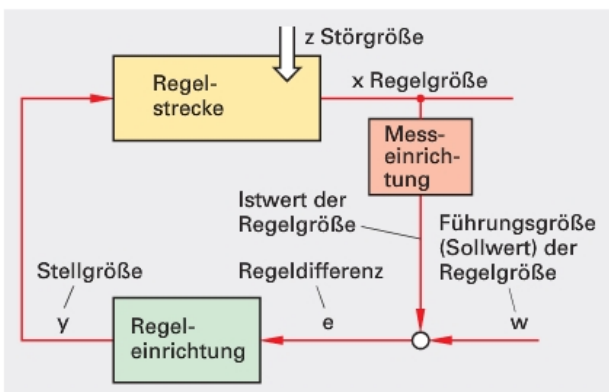 z Störgröße
Regel-
strecke
x Regelgröße
Mess-
einrich-
tung
Istwert der
Regelgröße
Führungsgröße
(Sollwert) der
Regelgröße
Stellgröße
Regeldifferenz
y
Regel-
einrichtung
e
w